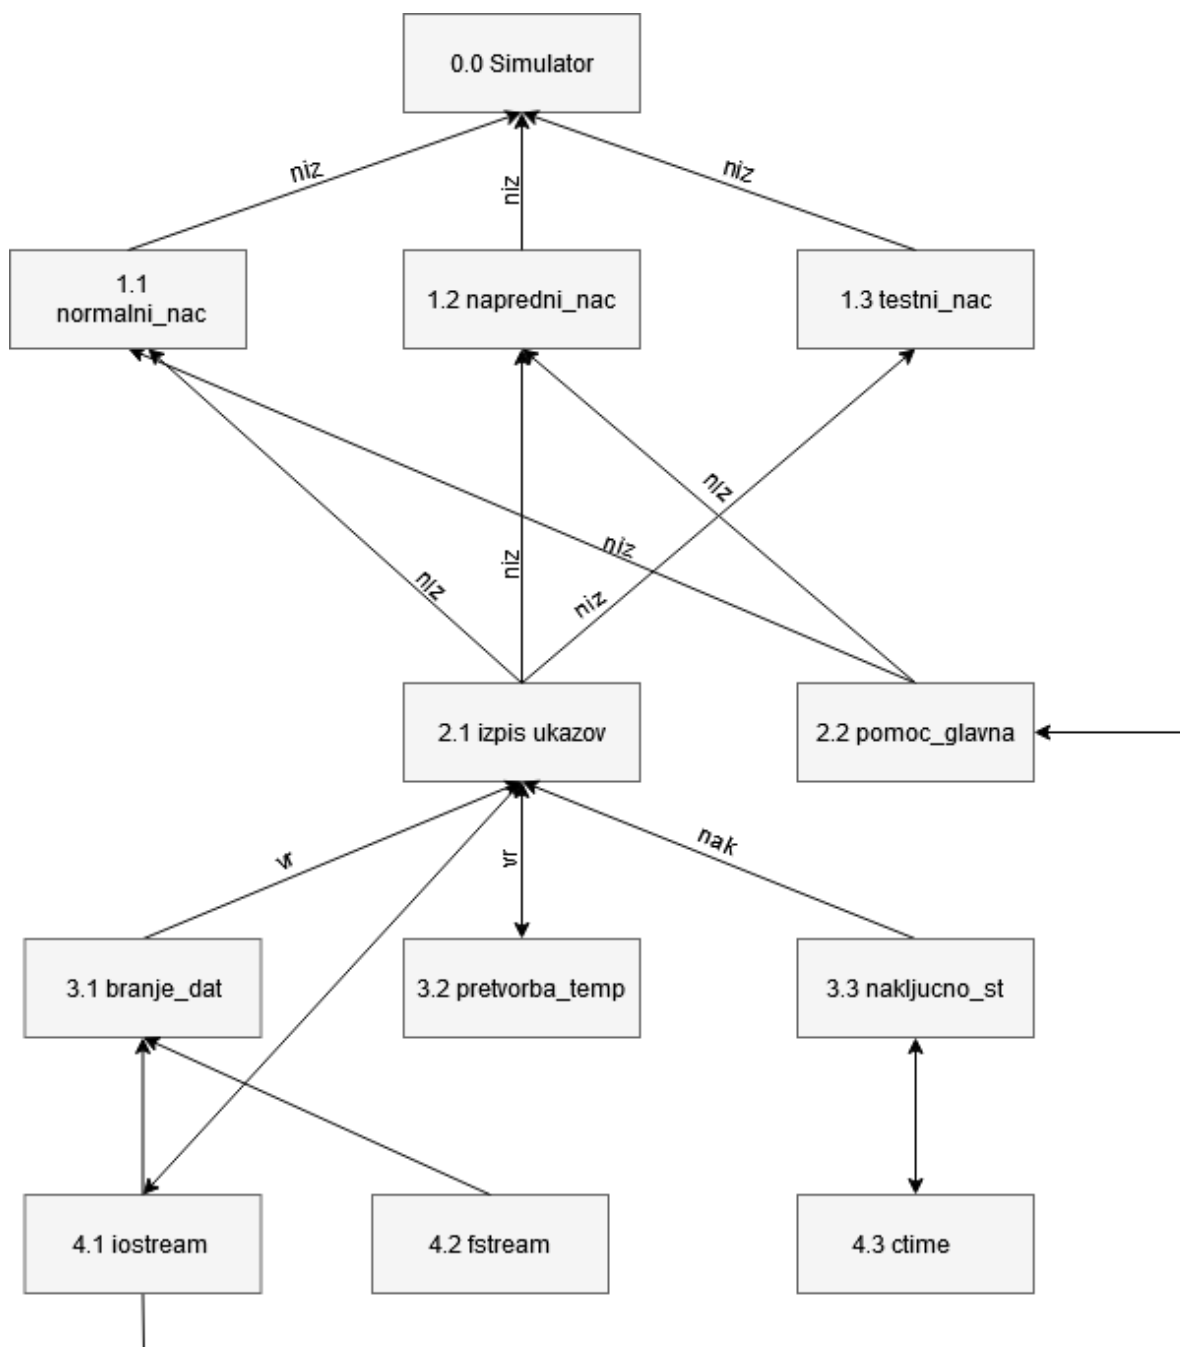 0.0 Simulator
niz
niz
niz
1.1
normalni_nac
1.2 napredni_nac
1.3 testni_nac
niz
niz
niz
niz
niz
2.1 izpis ukazov
2.2 pomoc_glavna
vr
vr
nak
3.1 branje_dat
3.2 pretvorba_temp
3.3 nakljucno_st
4.1 iostream
4.2 fstream
4.3 ctime